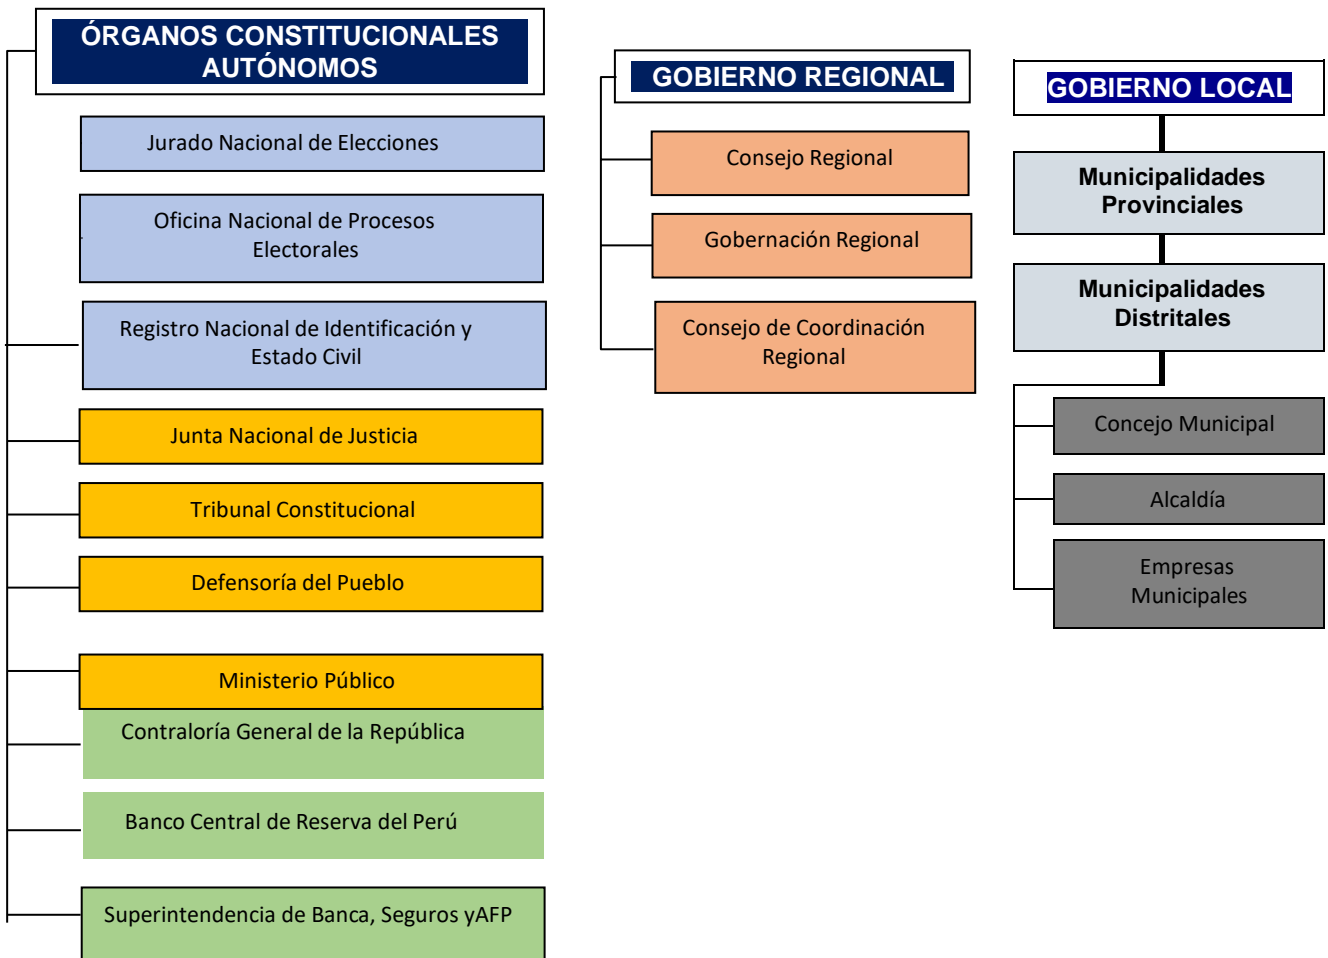 ÓRGANOS CONSTITUCIONALES
AUTÓNOMOS
Jurado Nacional de Elecciones
Oficina Nacional de Procesos
Electorales
Registro Nacional de Identificación y
Estado Civil
Junta Nacional de Justicia
Tribunal Constitucional
Defensoría del Pueblo
Ministerio Público
Contraloría General de la República
Banco Central de Reserva del Perú
Superintendencia de Banca, Seguros yAFP
GOBIERNO REGIONAL
Consejo Regional
Gobernación Regional
Consejo de Coordinación
Regional
GOBIERNO LOCAL
Municipalidades
Provinciales
Municipalidades
Distritales
Concejo Municipal
Alcaldía
Empresas
Municipales